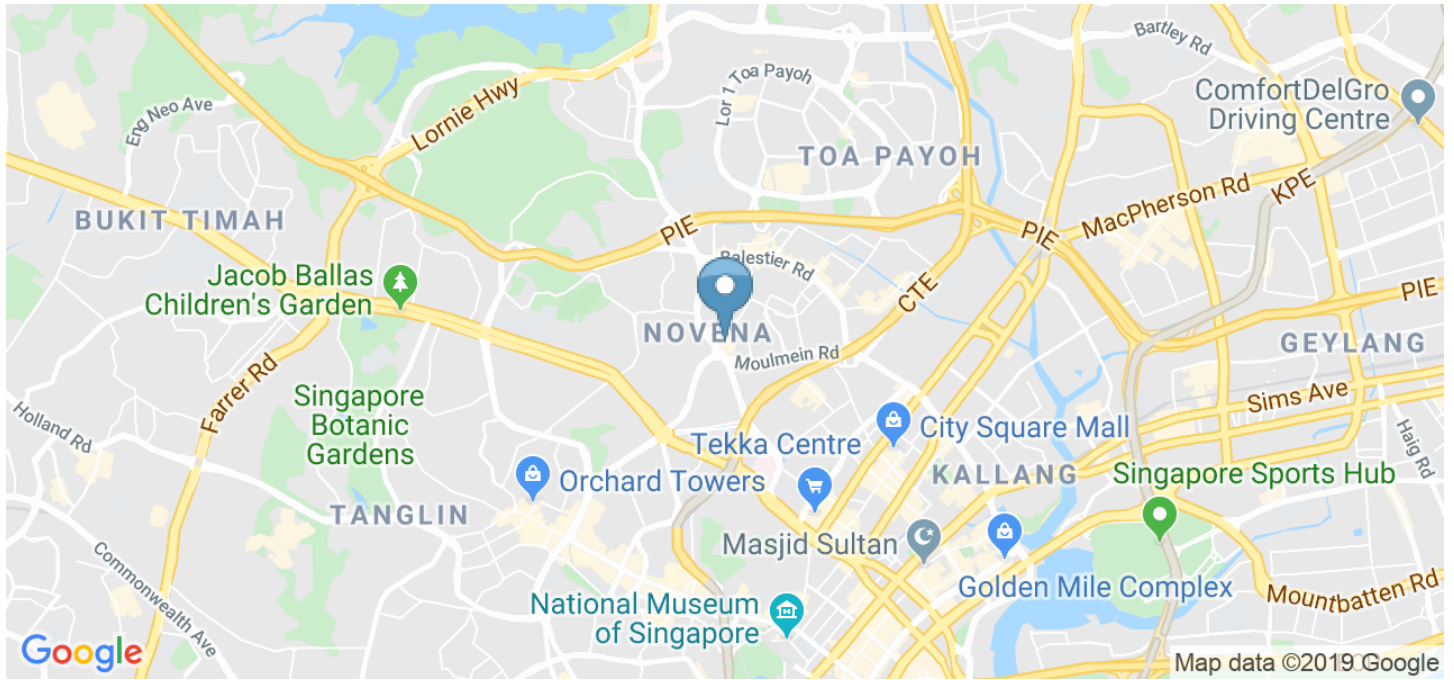 Bartley Rd
Lor 1 Toa Payoh
Lornie Hwy
Eng Neo Ave
ComfortDelGro
Driving Centre
TOA PAYOH
KPE
MacPherson Rd
BUKIT TIMAH
PIE
PIE
Balestier Rd
Jacob Ballas
Children's Garden
CTE
PIE
NOVENA
Moulmein Rd
GEYLANG
Farrer Rd
Sims Ave
Singapore
Botanic
Gardens
Holland Rd
City Square Mall
Haig Rd
Tekka Centre
KALLANG
Singapore Sports Hub
Orchard Towers
TANGLIN
Masjid Sultan
Commonwealth Ave
Golden Mile Complex
Mountbatten Rd
National Museum
of Singapore
Google
Map data ©2019 Google